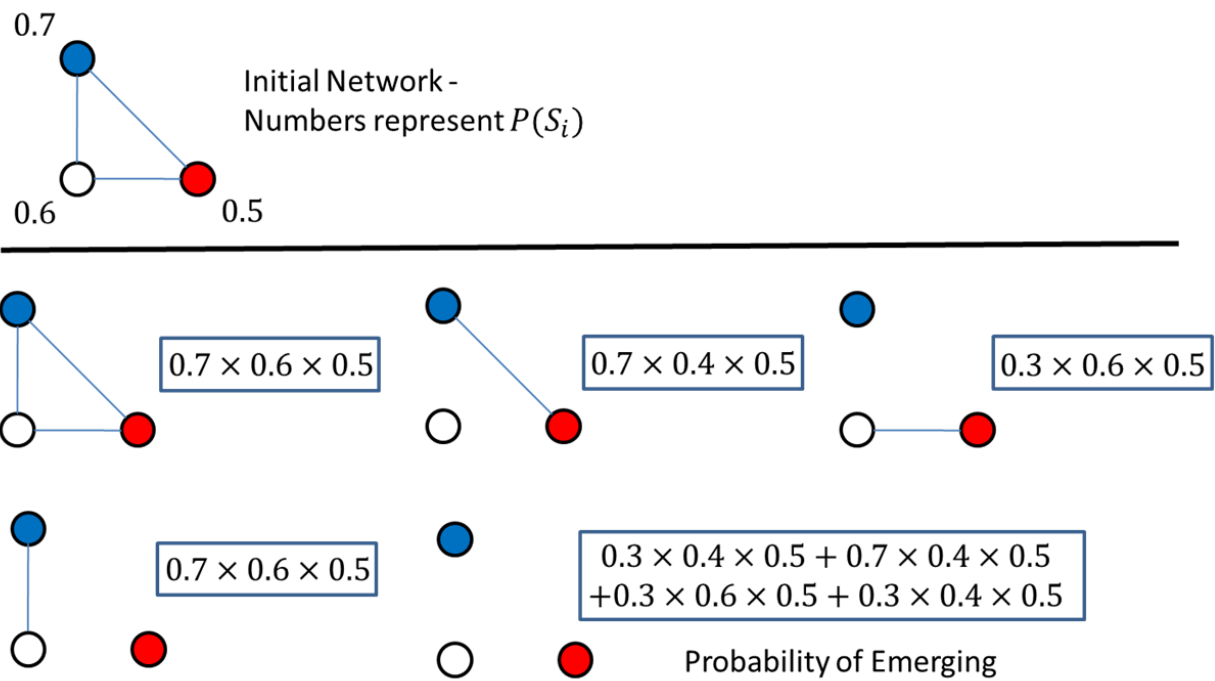 0.7
Initial Network -
Numbers represent P(Sᵢ)
0.6
0.5
0.7 × 0.6 × 0.5
0.7 × 0.4 × 0.5
0.3 × 0.6 × 0.5
0.7 × 0.6 × 0.5
0.3 × 0.4 × 0.5 + 0.7 × 0.4 × 0.5
+0.3 × 0.6 × 0.5 + 0.3 × 0.4 × 0.5
Probability of Emerging